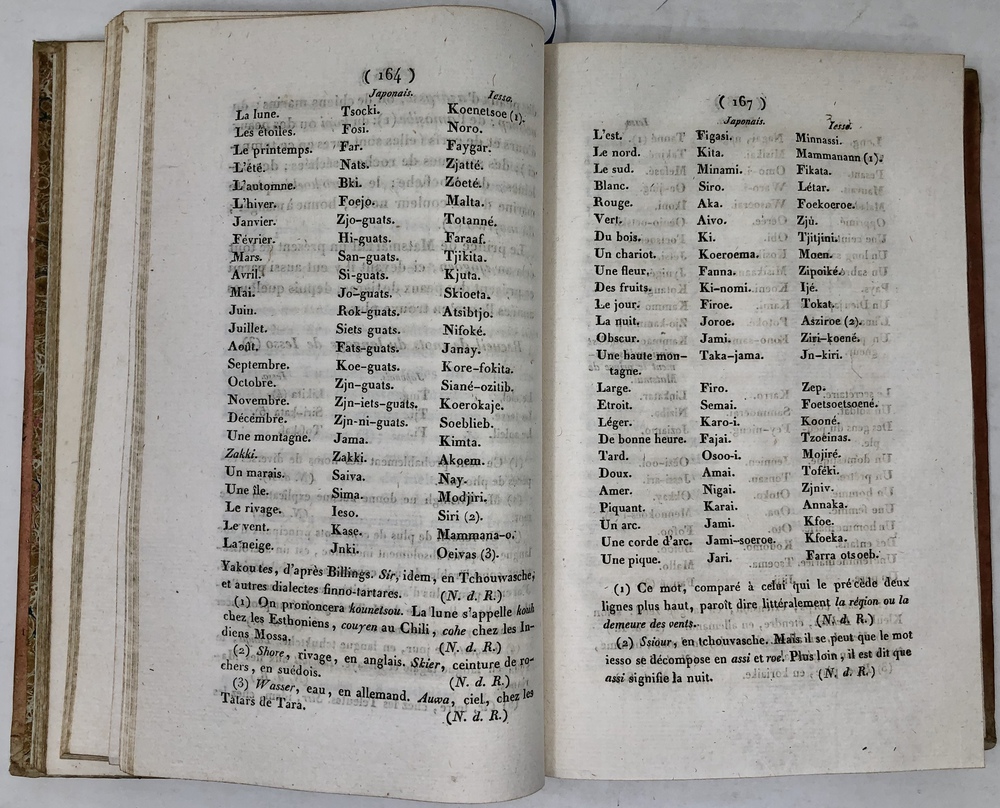 ( 164 )
Japonais. Iesso.
La lune. Tsocki. Koenetsoe (1).
Les étoiles. Fosi. Noro.
Le printemps. Far. Faygar.
L'été. Nats. Zjatté.
L'automne. Bki. Zóeté.
L'hiver. Foejo. Malta.
Janvier. Zjo-guats. Totanné.
Février. Hi-guats. Faraaf.
Mars. San-guats. Tjikita.
Avril. Si-guats. Kjuta.
Mai. Jo-guats. Skioeta.
Juin. Rok-guats. Atsibtjo.
Juillet. Siets guats. Nifoké.
Août. Fats-guats. Janay.
Septembre. Koe-guats. Kore-fokita.
Octobre. Zjn-guats. Siané-ozitib.
Novembre. Zjn-iets-guats. Koerokaje.
Décembre. Zjn-ni-guats. Soeblieb.
Une montagne. Jama. Kimta.
Zakki. Zakki. Akoem.
Un marais. Saiva. Nay.
Une île. Sima. Modjiri.
Le rivage. Ieso. Siri (2).
Le vent. Kase. Mammana-o.
La neige. Jnki. Oeivas (3).
Yakoutes, d'après Billings. Sir, idem, en Tchouwasche,
et autres dialectes finno-tartares. (N. d. R.)
(1) On prononcera kounetsou. La lune s'appelle kouh
chez les Esthoniens, couyen au Chili, cohe chez les In-
diens Mossa. (N. d. R.)
(2) Shore, rivage, en anglais. Skier, ceinture de ro-
chers, en suédois. (N. d. R.)
(3) Wasser, eau, en allemand. Auwa, ciel, chez les
Tatars de Tara. (N. d. R.)
( 167 )
Japonais. Iesso.
L'est. Figasi. Minnassi.
Le nord. Kita. Mammanann (1).
Le sud. Minami. Fikata.
Blanc. Siro. Létar.
Rouge. Aka. Foekoeroe.
Vert. Aivo. Zjù.
Du bois. Ki. Tjitjini.
Un chariot. Koeroema. Moen.
Une fleur. Fanna. Zipoiké.
Des fruits. Ki-nomi. Ijé.
Le jour. Firoe. Tokat.
La nuit. Joroe. Asziroe (2).
Obscur. Jami. Ziri-koené.
Une haute mon- Taka-jama. Jn-kiri.
tagne.
Large. Firo. Zep.
Etroit. Semai. Foetsoetsoené.
Léger. Karo-i. Kooné.
De bonne heure. Fajai. Tzoéinas.
Tard. Osoo-i. Mojiré.
Doux. Amai. Toféki.
Amer. Nigai. Zjniv.
Piquant. Karai. Annaka.
Un arc. Jami. Kfoe.
Une corde d'arc. Jami-soeroe. Kfoeka.
Une pique. Jari. Farra otsoeb.
(1) Ce mot, comparé à celui qui le précède deux
lignes plus haut, paroît dire littéralement la région ou la
demeure des vents. (N. d. R.)
(2) Ssiour, en tchouvasche. Mais il se peut que le mot
iesso se décompose en assi et roe. Plus loin, il est dit que
assi signifie la nuit. (N. d. R.)